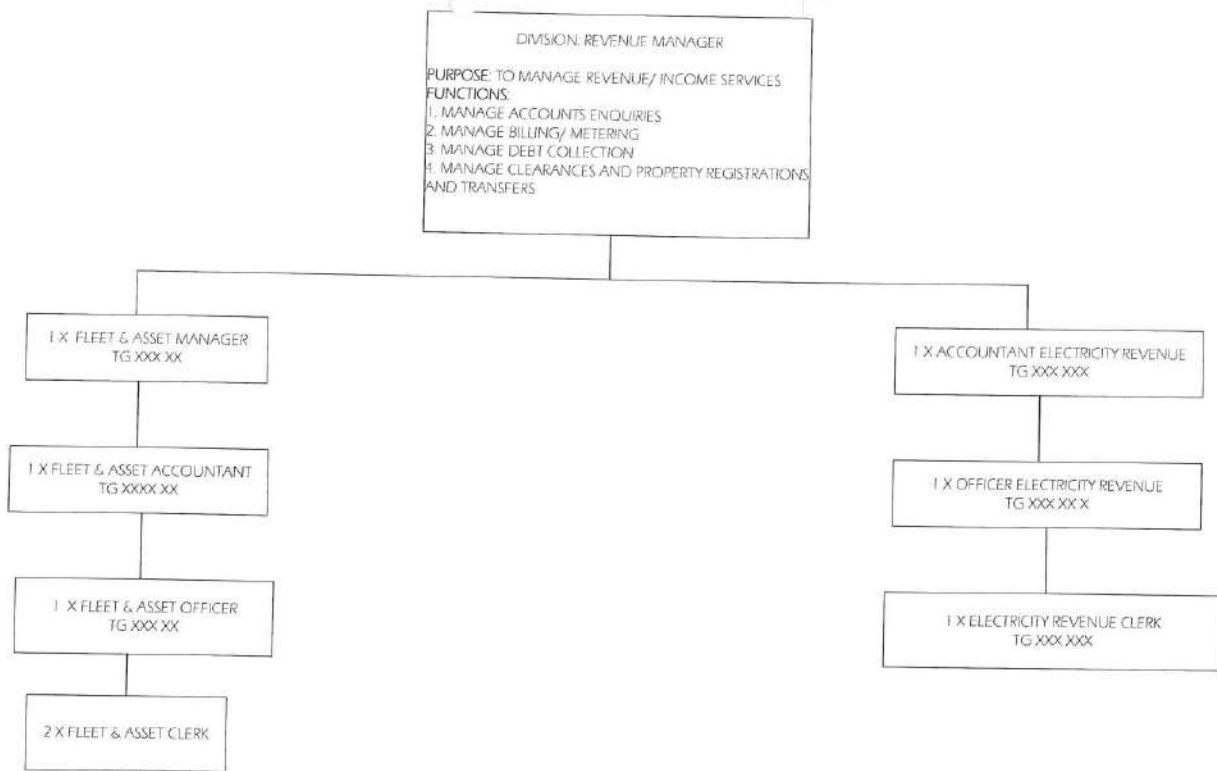 DIVISION: REVENUE MANAGER
PURPOSE: TO MANAGE REVENUE/ INCOME SERVICES
FUNCTIONS:
1. MANAGE ACCOUNTS ENQUIRIES
2. MANAGE BILLING/ METERING
3. MANAGE DEBT COLLECTION
4. MANAGE CLEARANCES AND PROPERTY REGISTRATIONS
AND TRANSFERS
1 X FLEET & ASSET MANAGER
TG XXX XX
1 X ACCOUNTANT ELECTRICITY REVENUE
TG XXX XXX
1 X FLEET & ASSET ACCOUNTANT
TG XXXX XX
1 X OFFICER ELECTRICITY REVENUE
TG XXX XX X
1 X FLEET & ASSET OFFICER
TG XXX XX
1 X ELECTRICITY REVENUE CLERK
TG XXX XXX
2 X FLEET & ASSET CLERK